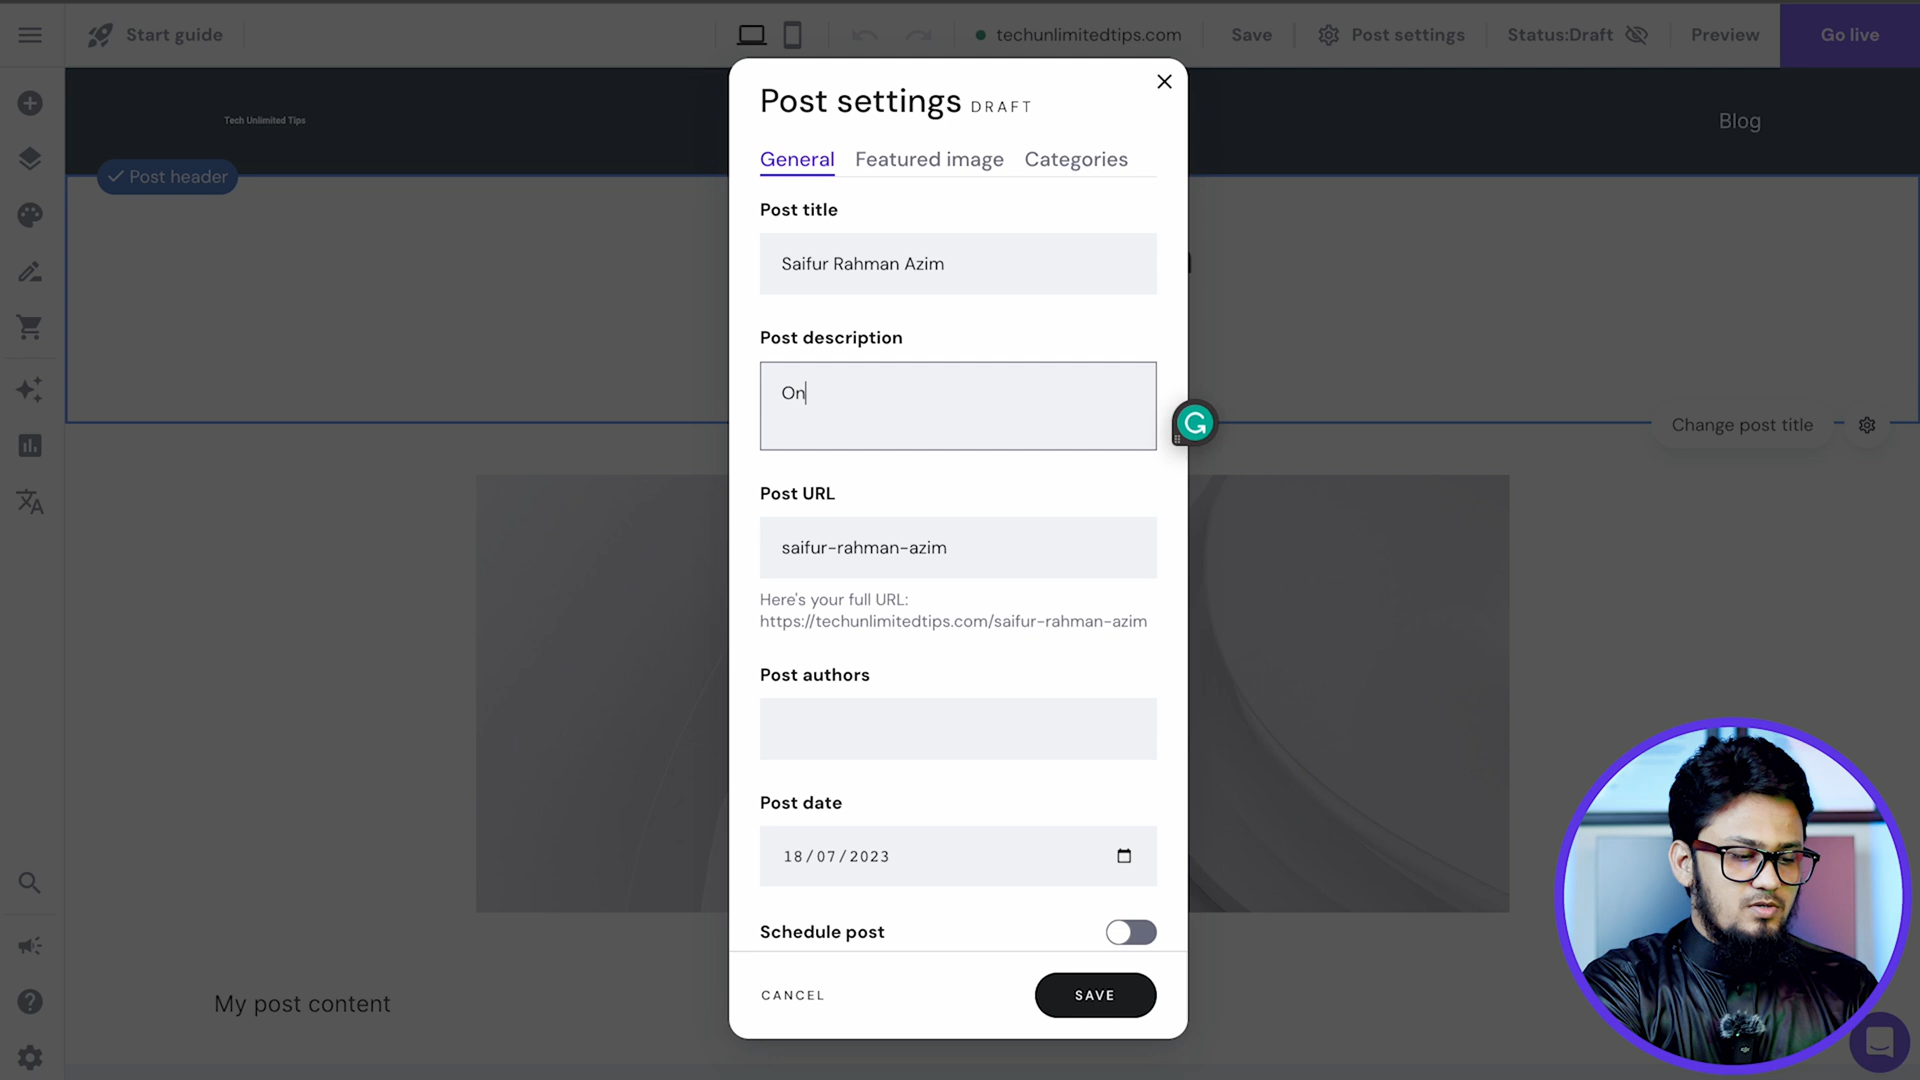 Start guide
techunlimitedtips.com
Save
Post settings
Status:Draft
Preview
Go live
Tech Unlimited Tips
Blog
Post header
Post settings DRAFT
General
Featured image
Categories
Post title
Saifur Rahman Azim
Post description
On
Change post title
Post URL
saifur-rahman-azim
Here's your full URL:
https://techunlimitedtips.com/saifur-rahman-azim
Post authors
Post date
18/07/2023
Schedule post
CANCEL
SAVE
My post content